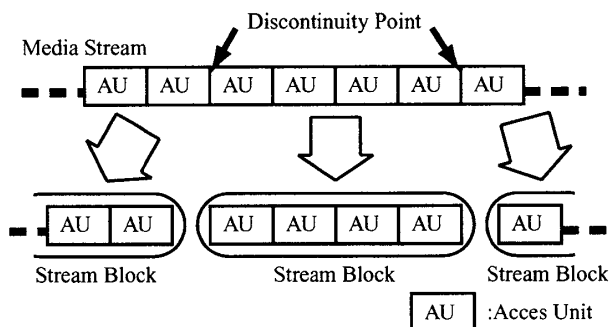 Discontinuity Point
Media Stream
AU AU AU AU AU AU AU
AU AU AU AU AU AU AU
Stream Block Stream Block Stream Block
AU :Acces Unit